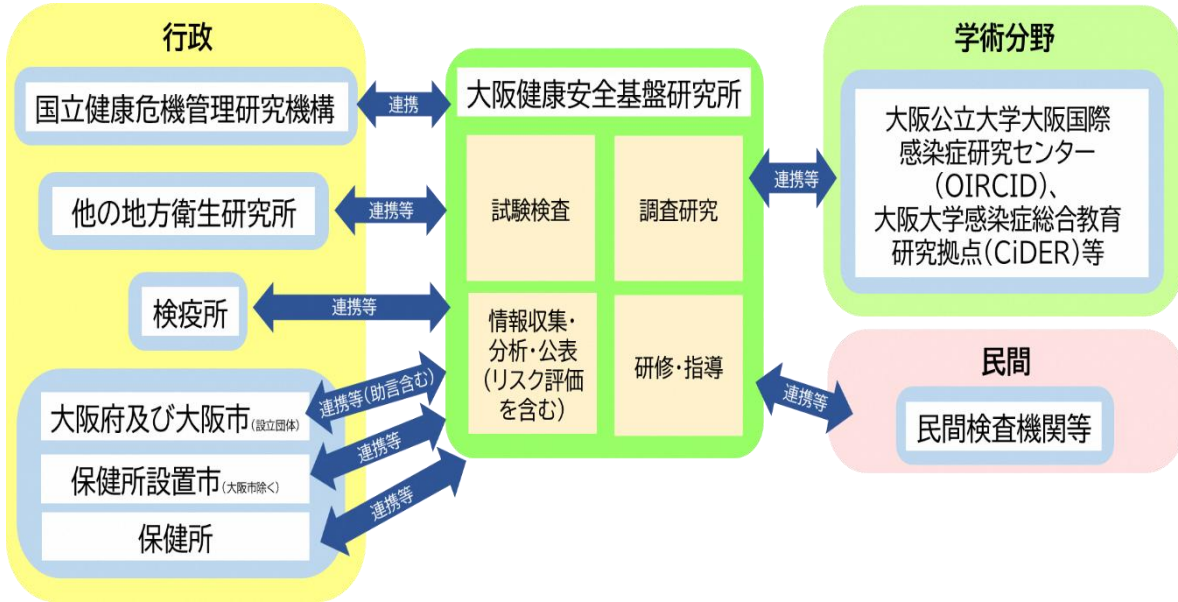 行政
国立健康危機管理研究機構
連携
他の地方衛生研究所
連携等
検疫所
連携等
大阪府及び大阪市(設立団体)
連携等(助言含む)
保健所設置市(大阪市除く)
連携等
保健所
連携等
大阪健康安全基盤研究所
試験検査
調査研究
情報収集・
分析・公表
(リスク評価
を含む)
研修・指導
学術分野
連携等
大阪公立大学大阪国際
感染症研究センター
(OIRCID)、
大阪大学感染症総合教育
研究拠点(CiDER)等
民間
連携等
民間検査機関等